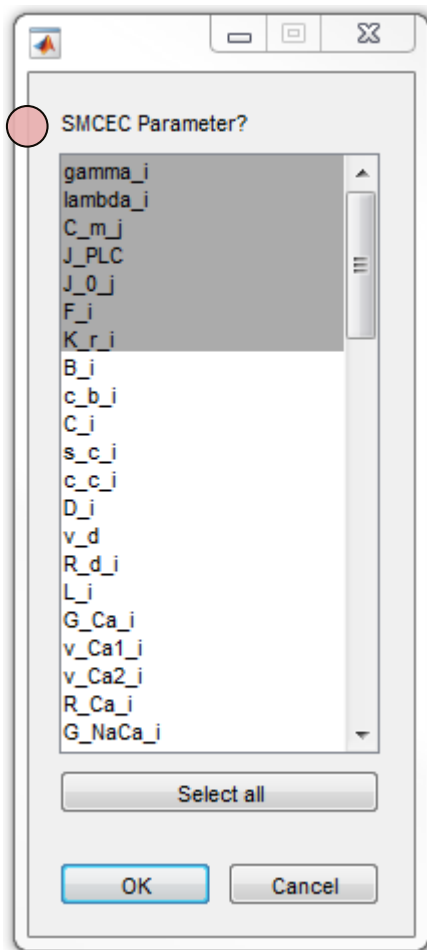 SMCEC Parameter?
gamma_i
lambda_i
C_m_j
J_PLC
J_0_j
F_i
K_r_i
B_i
c_b_i
C_i
s_c_i
c_c_i
D_i
v_d
R_d_i
L_i
G_Ca_i
v_Ca1_i
v_Ca2_i
R_Ca_i
G_NaCa_i
Select all
OK Cancel